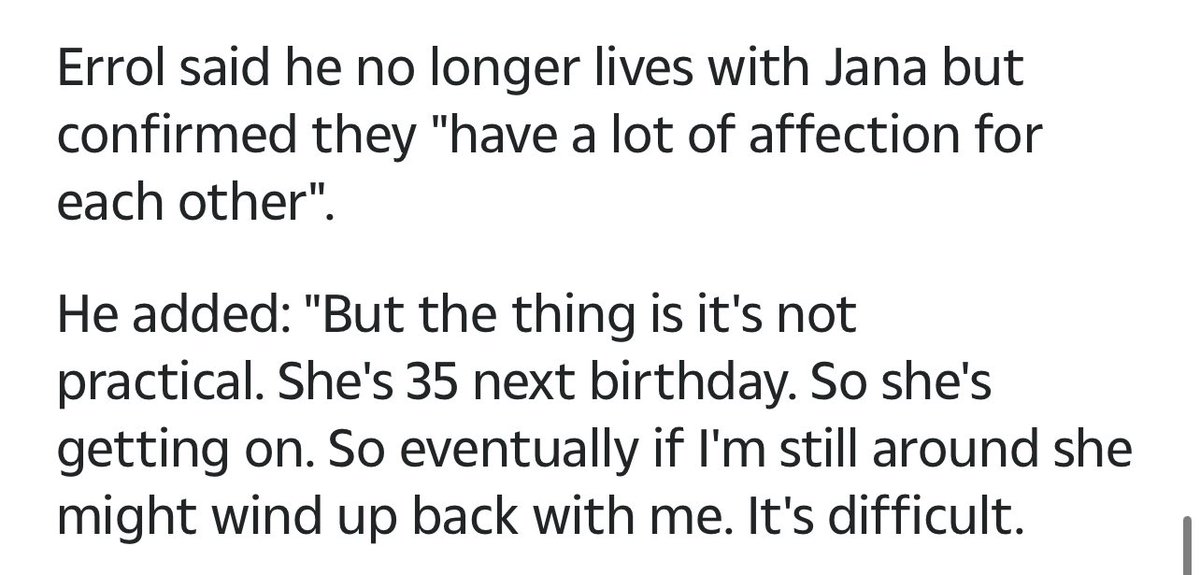 Errol said he no longer lives with Jana but
confirmed they "have a lot of affection for
each other".
He added: "But the thing is it's not
practical. She's 35 next birthday. So she's
getting on. So eventually if I'm still around she
might wind up back with me. It's difficult.